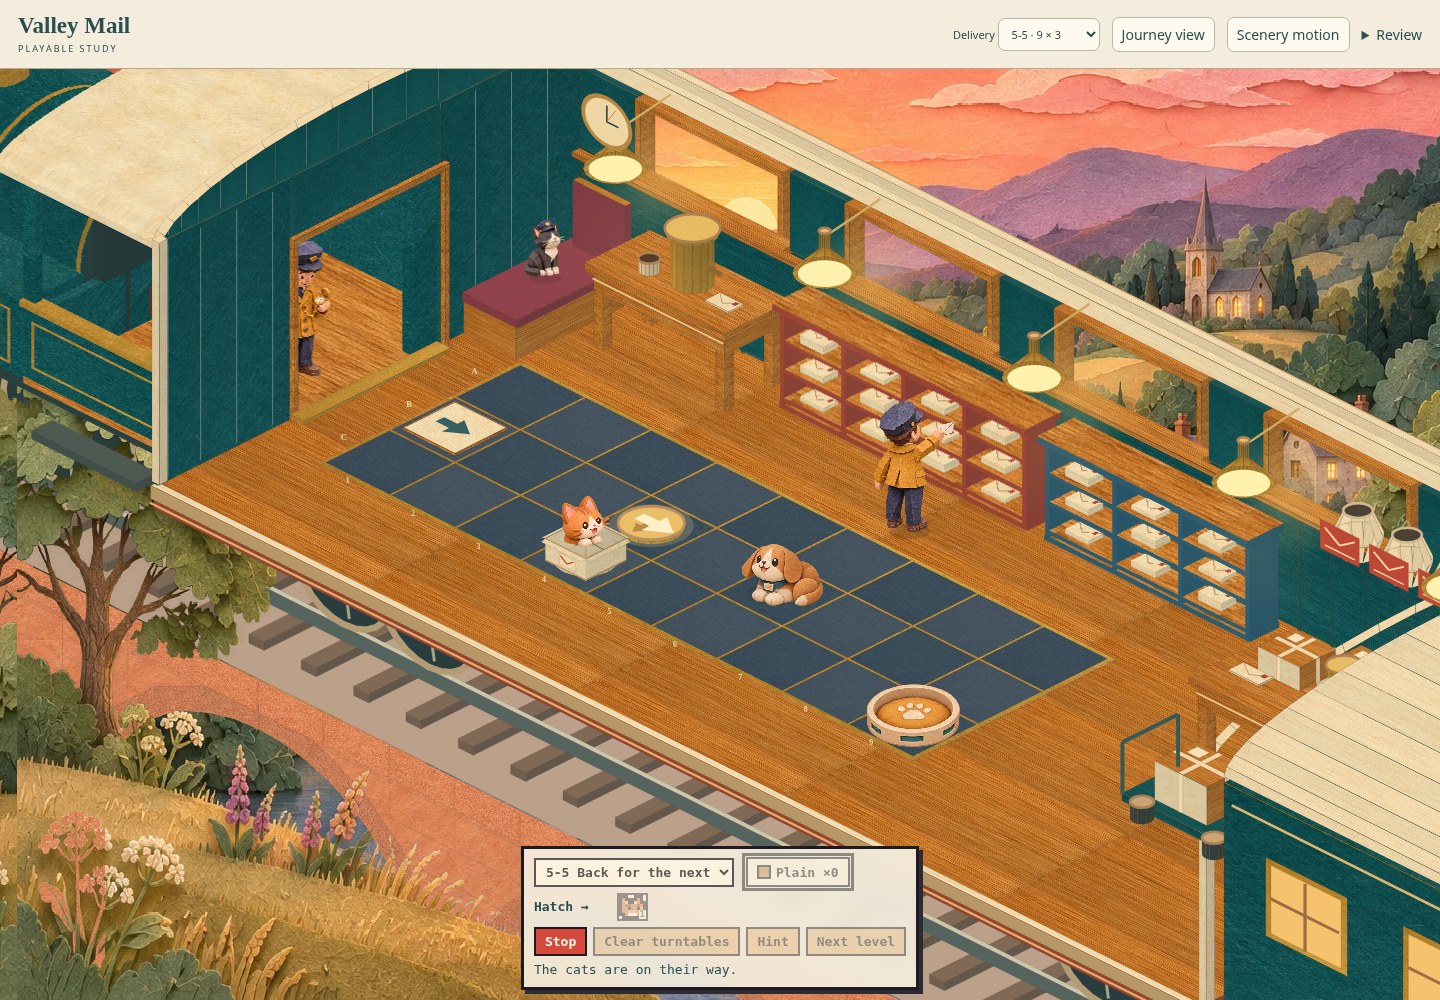 Valley Mail
PLAYABLE STUDY
Delivery 5-5 · 9 × 3
Journey view
Scenery motion
▶ Review
A
B
C
1
2
3
4
5
6
7
8
9
5-5 Back for the next
Plain ×0
Hatch →
Stop
Clear turntables
Hint
Next level
The cats are on their way.